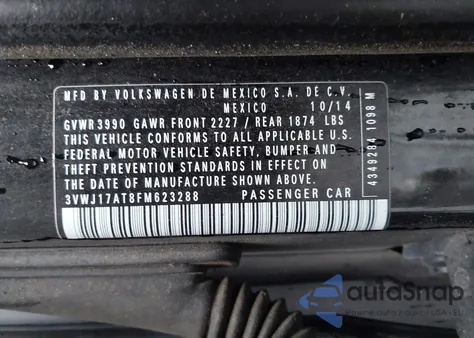 MFD BY VOLKSWAGEN DE MEXICO S.A. DE C.V.
MEXICO 10/14
GVWR 3990 GAWR FRONT 2227 / REAR 1874 LBS
THIS VEHICLE CONFORMS TO ALL APPLICABLE U.S.
FEDERAL MOTOR VEHICLE SAFETY, BUMPER AND
THEFT PREVENTION STANDARDS IN EFFECT ON
THE DATE OF MANUFACTURE SHOWN ABOVE.
3VWJ17AT8FM623288 PASSENGER CAR
4349284 1098 M
autoSnap